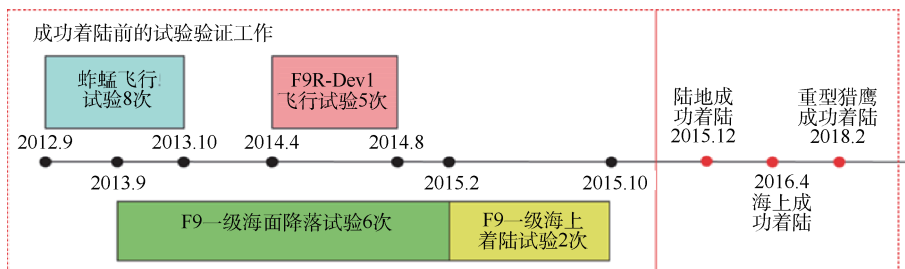 成功着陆前的试验验证工作
蚱蜢飞行
试验8次
F9R-Dev1
飞行试验5次
陆地成
功着陆
2015.12
重型猎鹰
成功着陆
2018.2
2012.9
2013.10
2014.4
2014.8
2013.9
2015.2
2015.10
2016.4
海上成
功着陆
F9一级海面降落试验6次
F9一级海上
着陆试验2次